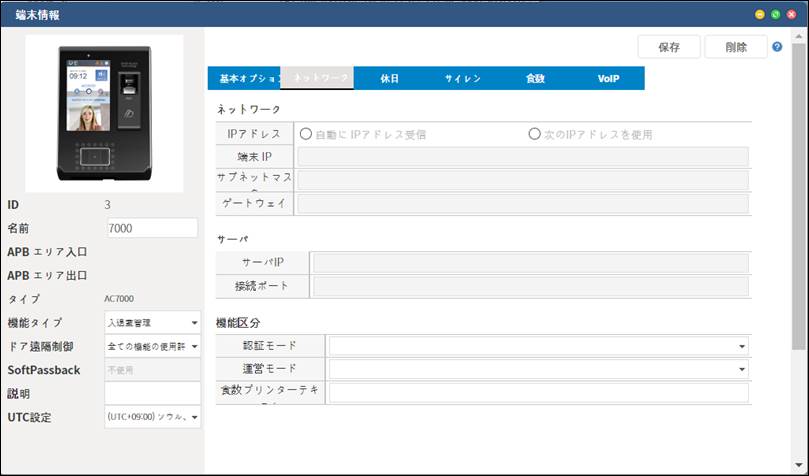 端末情報
保存
削除
基本オプション
ネットワーク
休日
サイレン
食数
VoIP
09:12
ID
3
名前
7000
APB エリア入口
APB エリア出口
タイプ
AC7000
機能タイプ
入退室管理
ドア遠隔制御
全ての機能の使用許
SoftPassback
不使用
説明
UTC設定
(UTC+09:00) ソウル、
ネットワーク
IPアドレス
自動に IPアドレス受信
次のIPアドレスを使用
端末 IP
サブネットマス
ゲートウェイ
サーバ
サーバIP
接続ポート
機能区分
認証モード
運営モード
食数プリンターテキ